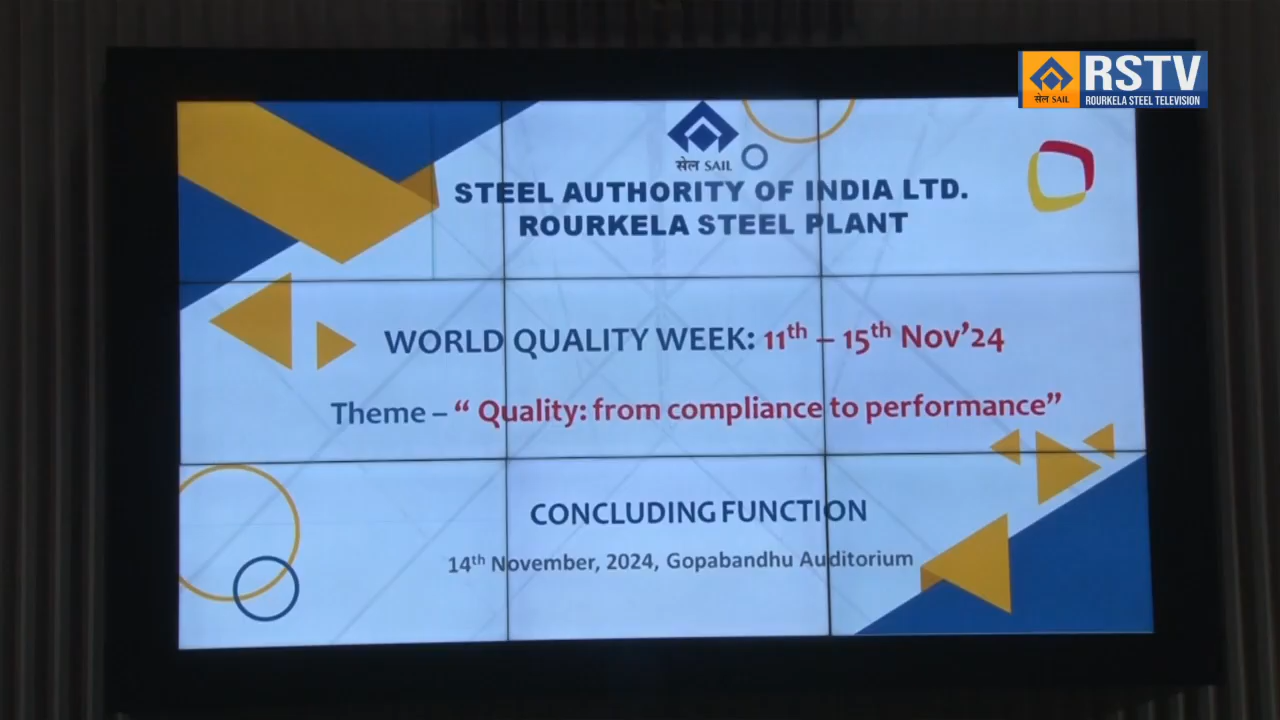 सेल SAIL
RSTV
ROURKELA STEEL TELEVISION
सेल SAIL
STEEL AUTHORITY OF INDIA LTD.
ROURKELA STEEL PLANT
WORLD QUALITY WEEK: 11th – 15th Nov’24
Theme – “ Quality: from compliance to performance”
CONCLUDING FUNCTION
14th November, 2024, Gopabandhu Auditorium